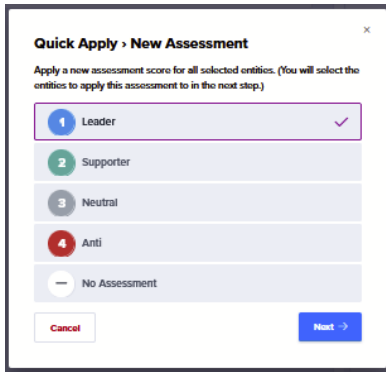 ×
Quick Apply › New Assessment
Apply a new assessment score for all selected entities. (You will select the
entities to apply this assessment to in the next step.)
1 Leader
2 Supporter
3 Neutral
4 Anti
— No Assessment
Cancel Next →